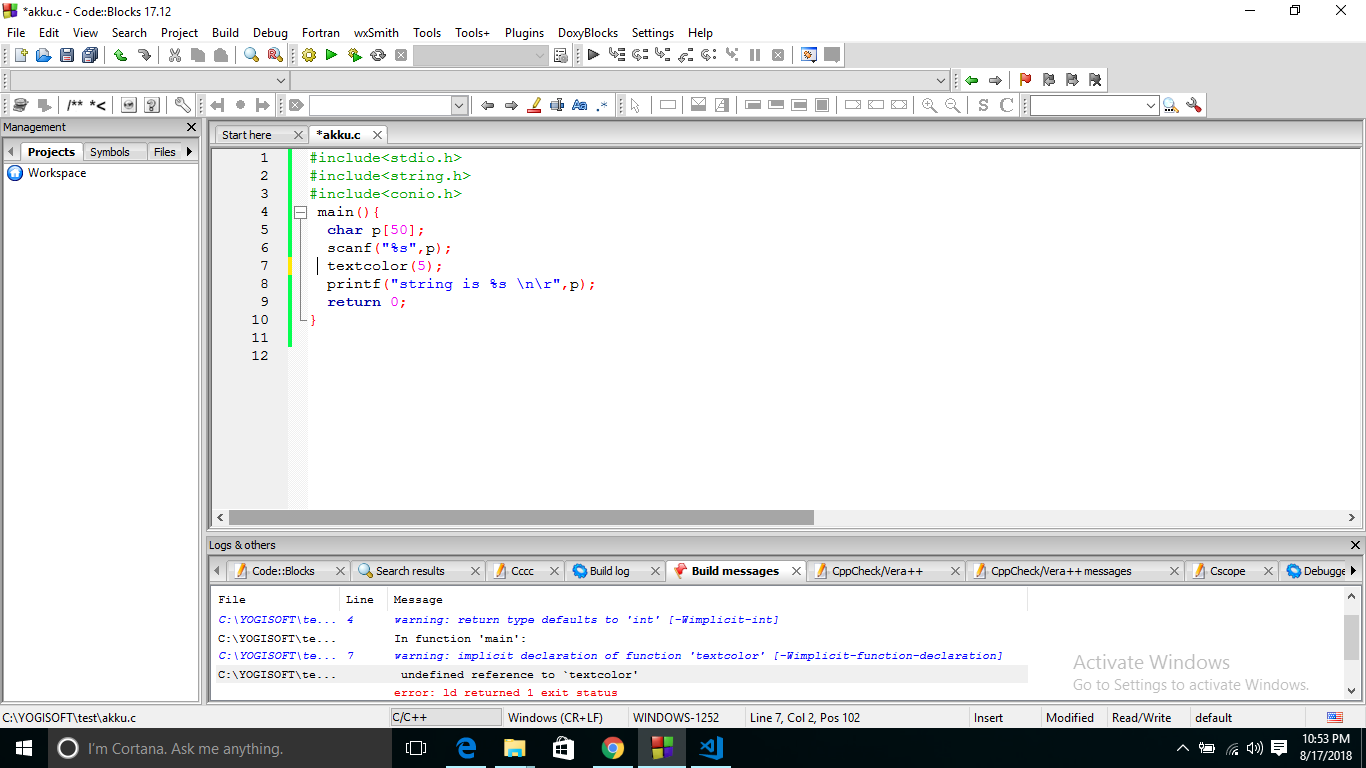 *akku.c - Code::Blocks 17.12
File Edit View Search Project Build Debug Fortran wxSmith Tools Tools+ Plugins DoxyBlocks Settings Help
/** *<
Aa .*
S C
Management
Projects Symbols Files
Workspace
Start here *akku.c
1 #include<stdio.h>
2 #include<string.h>
3 #include<conio.h>
4 main(){
5 char p[50];
6 scanf("%s",p);
7 textcolor(5);
8 printf("string is %s \n\r",p);
9 return 0;
10 }
11
12
Logs & others
Code::Blocks Search results Cccc Build log Build messages CppCheck/Vera++ CppCheck/Vera++ messages Cscope Debugge
File Line Message
C:\YOGISOFT\te... 4 warning: return type defaults to 'int' [-Wimplicit-int]
C:\YOGISOFT\te... In function 'main':
C:\YOGISOFT\te... 7 warning: implicit declaration of function 'textcolor' [-Wimplicit-function-declaration]
C:\YOGISOFT\te... undefined reference to `textcolor'
error: ld returned 1 exit status
Activate Windows
Go to Settings to activate Windows.
C:\YOGISOFT\test\akku.c C/C++ Windows (CR+LF) WINDOWS-1252 Line 7, Col 2, Pos 102 Insert Modified Read/Write default
I'm Cortana. Ask me anything.
10:53 PM
8/17/2018